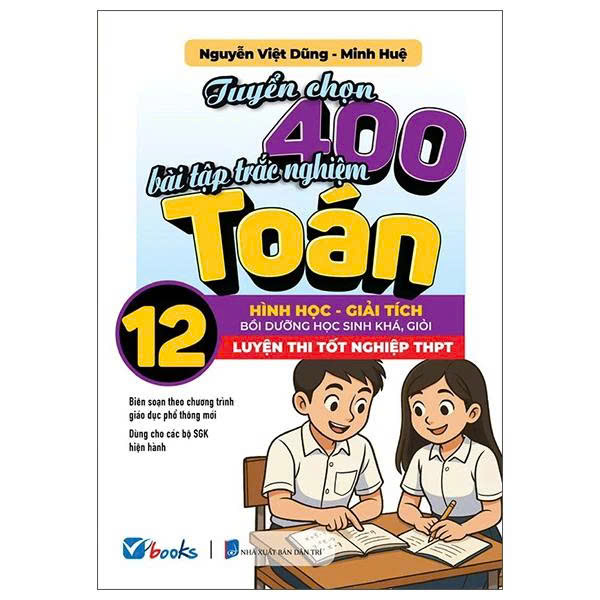 Nguyễn Việt Dũng - Minh Huệ
Tuyển chọn
400
bài tập trắc nghiệm
Toán
12
HÌNH HỌC - GIẢI TÍCH
BỒI DƯỠNG HỌC SINH KHÁ, GIỎI
LUYỆN THI TỐT NGHIỆP THPT
Biên soạn theo chương trình
giáo dục phổ thông mới
Dùng cho các bộ SGK
hiện hành
Vbooks
NHÀ XUẤT BẢN DÂN TRÍ